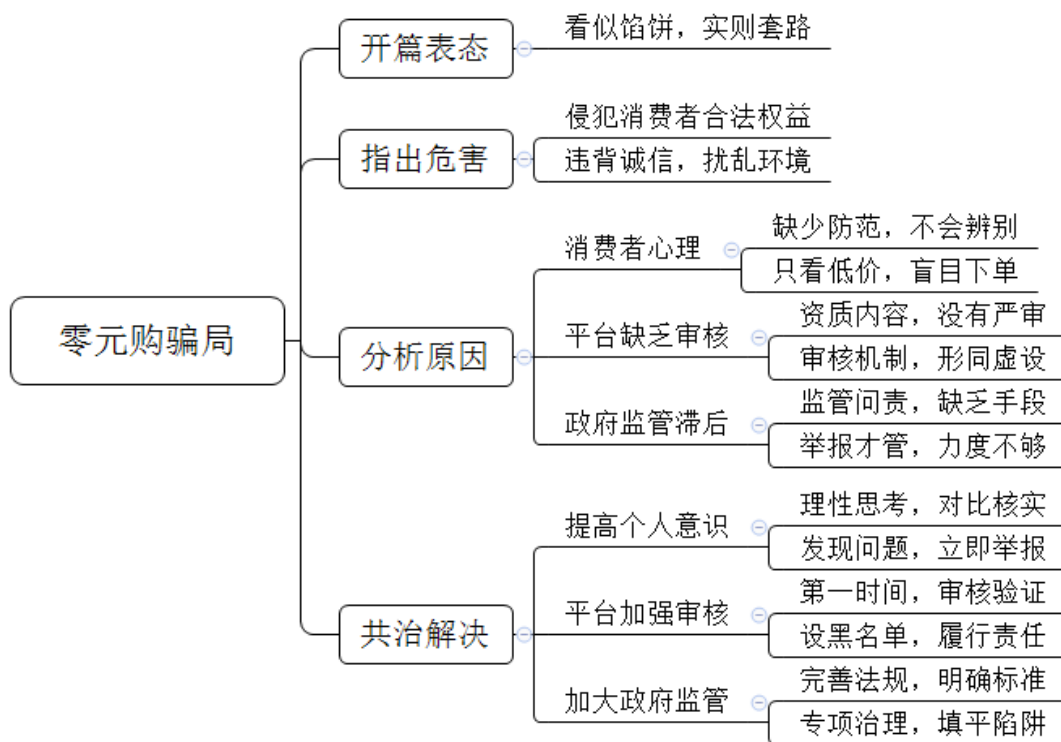 零元购骗局
开篇表态
看似馅饼，实则套路
指出危害
侵犯消费者合法权益
违背诚信，扰乱环境
分析原因
消费者心理
缺少防范，不会辨别
只看低价，盲目下单
平台缺乏审核
资质内容，没有严审
审核机制，形同虚设
政府监管滞后
监管问责，缺乏手段
举报才管，力度不够
共治解决
提高个人意识
理性思考，对比核实
发现问题，立即举报
平台加强审核
第一时间，审核验证
设黑名单，履行责任
加大政府监管
完善法规，明确标准
专项治理，填平陷阱